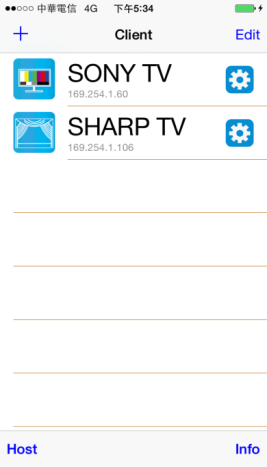 中華電信 4G 下午5:34
+ Client Edit
SONY TV
169.254.1.60
SHARP TV
169.254.1.106
Host Info